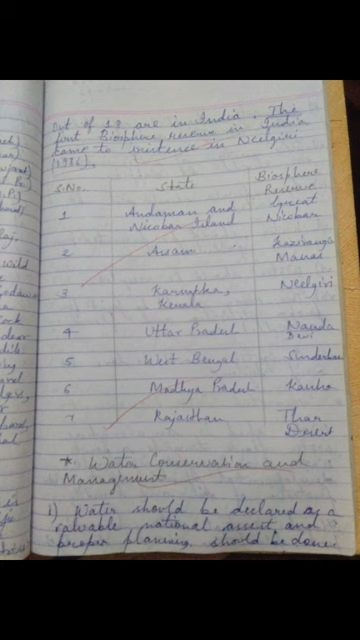 Out of 18 are in India. The
first Biosphere reserve in India
came to existence in Neelgiri
(1986).
S.No. State Biosphere Reserve
1 Andaman and Nicobar Island Great Nicobar
2 Assam Kaziranga Manas
3 Karnatka, Kerala Neelgiri
4 Uttar Pradesh Nanda Devi
5 West Bengal Sunderban
6 Madhya Pradesh Kanha
7 Rajasthan Thar Desert
* Water Conservation and
Management
1) Water should be declared as a
valuable national assest and
proper planning should be done